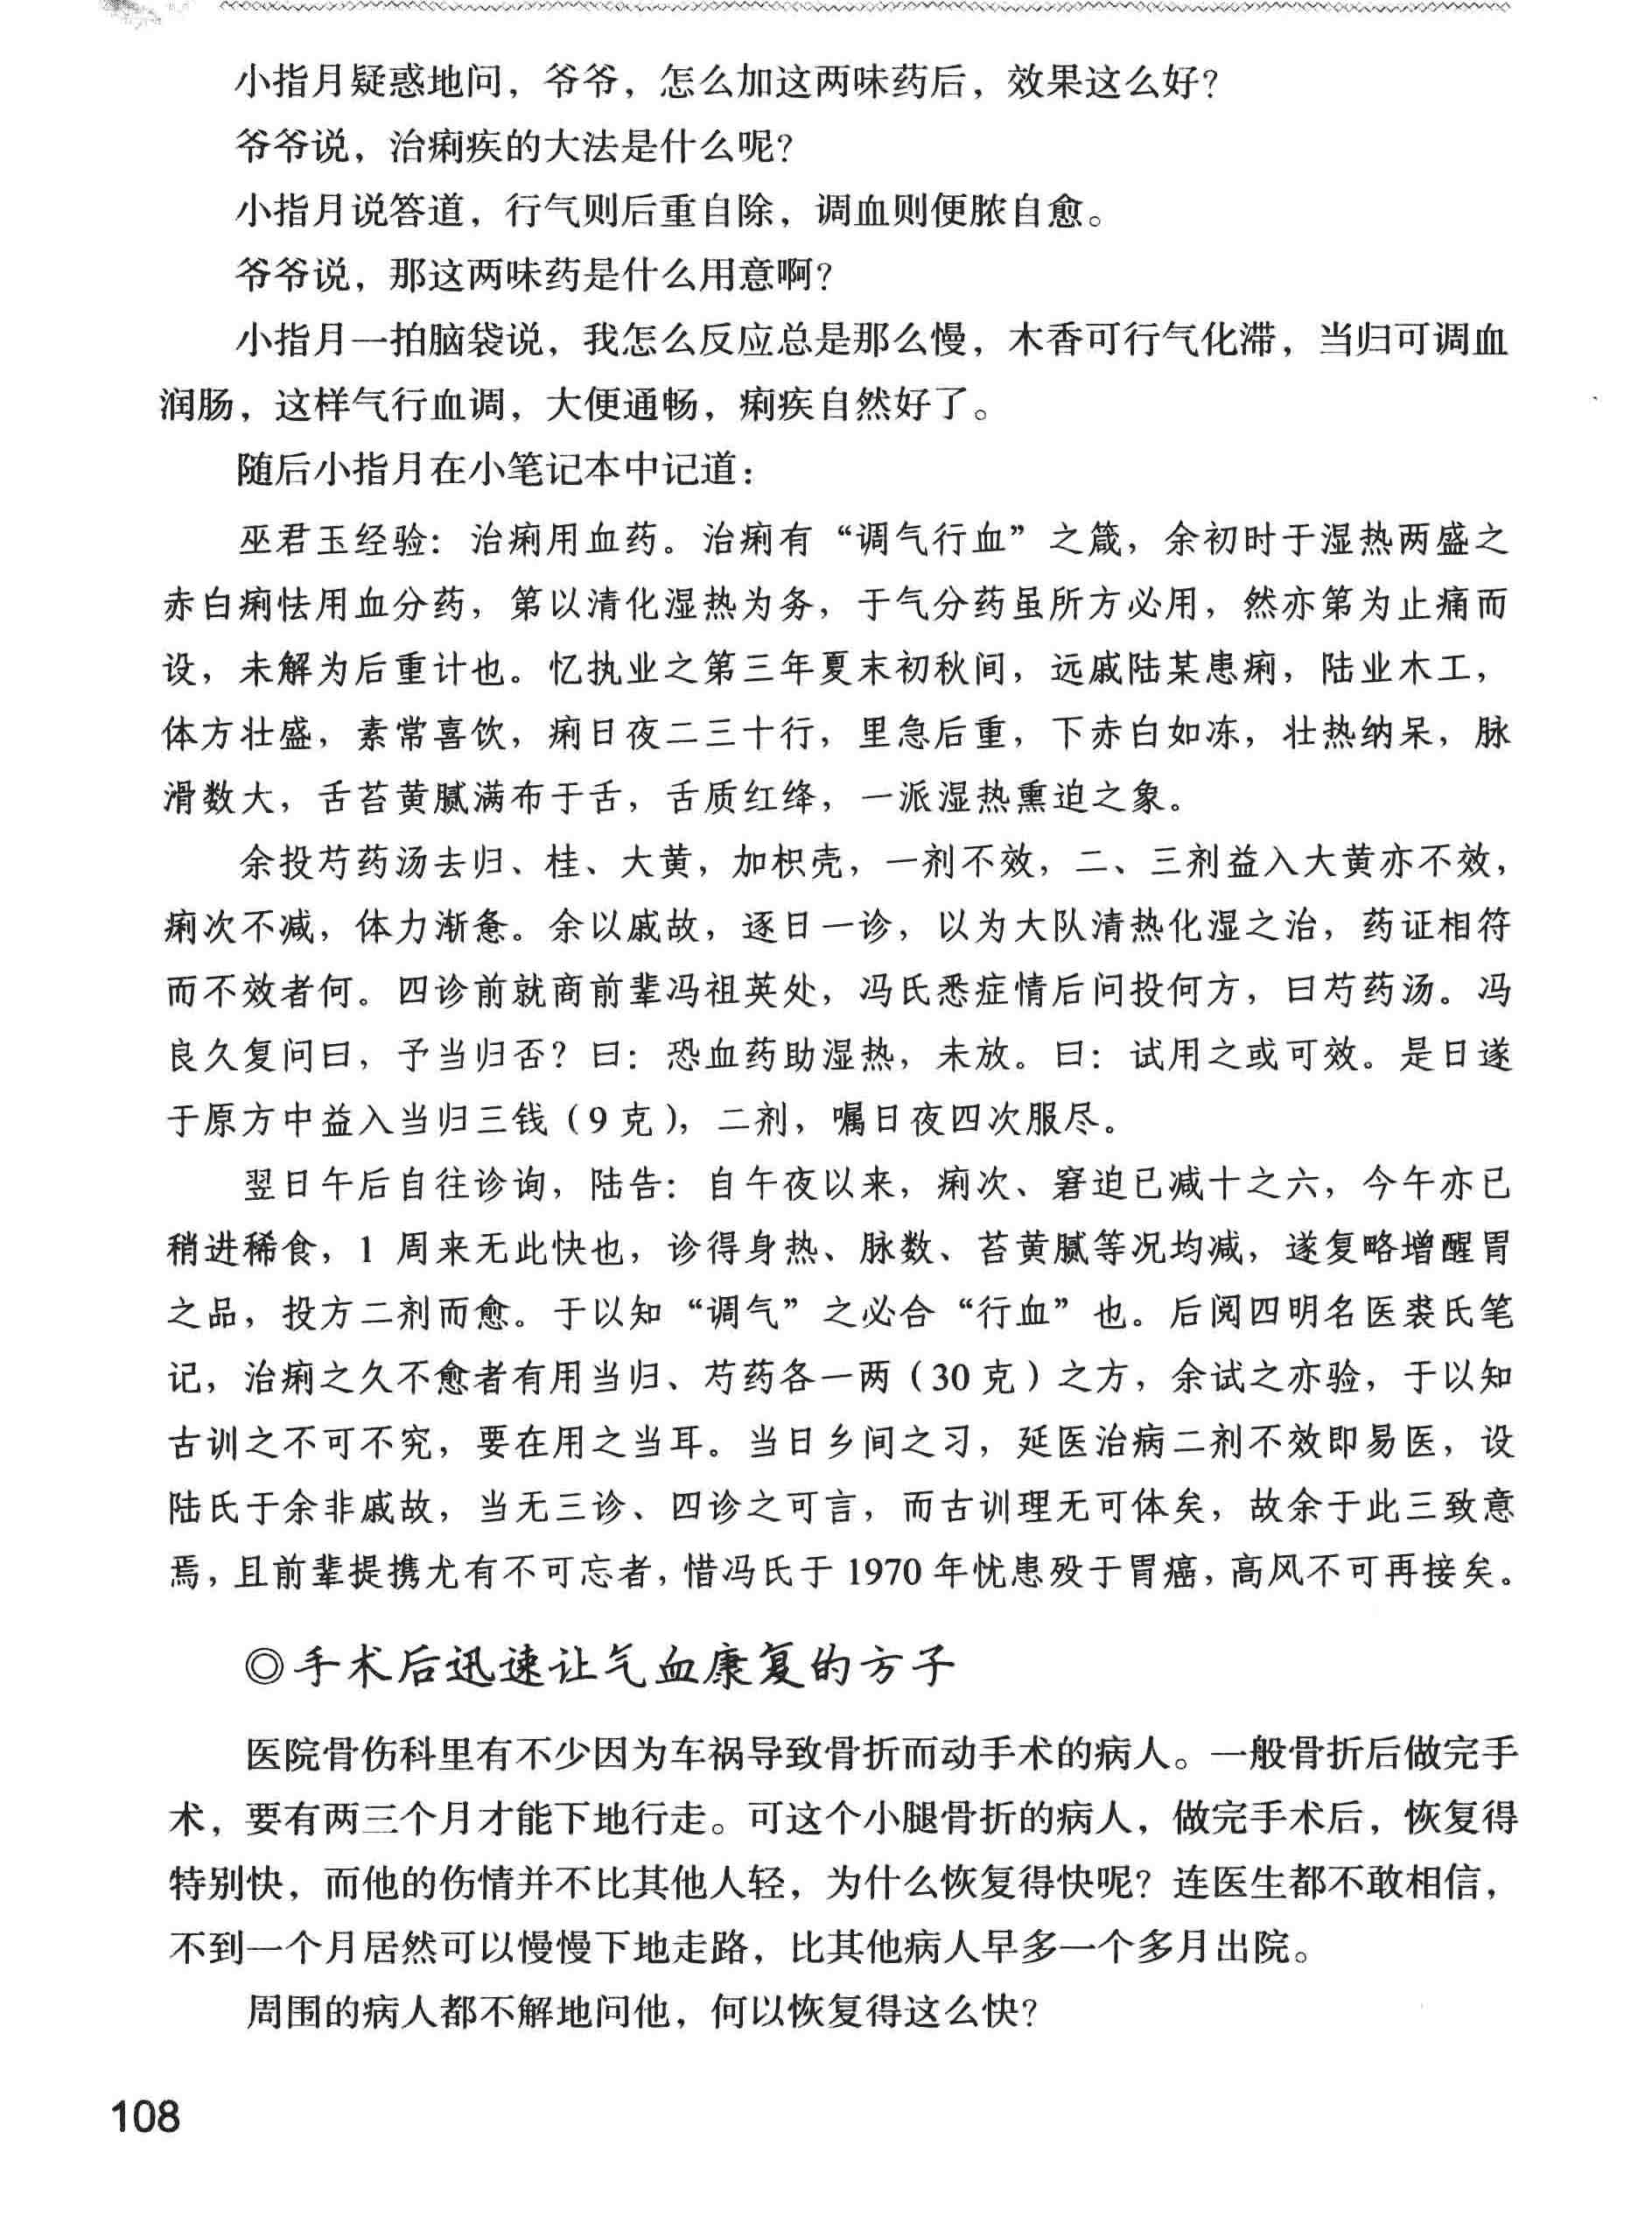 小指月疑惑地问，爷爷，怎么加这两味药后，效果这么好？
爷爷说，治痢疾的大法是什么呢？
小指月说答道，行气则后重自除，调血则便脓自愈。
爷爷说，那这两味药是什么用意啊？
小指月一拍脑袋说，我怎么反应总是那么慢，木香可行气化滞，当归可调血
润肠，这样气行血调，大便通畅，痢疾自然好了。
随后小指月在小笔记本中记道：
巫君玉经验：治痢用血药。治痢有“调气行血”之箴，余初时于湿热两盛之
赤白痢怯用血分药，第以清化湿热为务，于气分药虽所方必用，然亦第为止痛而
设，未解为后重计也。忆执业之第三年夏末初秋间，远戚陆某患痢，陆业木工，
体方壮盛，素常喜饮，痢日夜二三十行，里急后重，下赤白如冻，壮热纳呆，脉
滑数大，舌苔黄腻满布于舌，舌质红绛，一派湿热熏迫之象。
余投芍药汤去归、桂、大黄，加枳壳，一剂不效，二、三剂益入大黄亦不效，
痢次不减，体力渐惫。余以戚故，逐日一诊，以为大队清热化湿之治，药证相符
而不效者何。四诊前就商前辈冯祖英处，冯氏悉症情后问投何方，曰芍药汤。冯
良久复问曰，予当归否？曰：恐血药助湿热，未放。曰：试用之或可效。是日遂
于原方中益入当归三钱（9克），二剂，嘱日夜四次服尽。
翌日午后自往诊询，陆告：自午夜以来，痢次、窘迫已减十之六，今午亦已
稍进稀食，1 周来无此快也，诊得身热、脉数、苔黄腻等况均减，遂复略增醒胃
之品，投方二剂而愈。于以知“调气”之必合“行血”也。后阅四明名医裘氏笔
记，治痢之久不愈者有用当归、芍药各一两（30克）之方，余试之亦验，于以知
古训之不可不究，要在用之当耳。当日乡间之习，延医治病二剂不效即易医，设
陆氏于余非戚故，当无三诊、四诊之可言，而古训理无可体矣，故余于此三致意
焉，且前辈提携尤有不可忘者，惜冯氏于1970年忧患殁于胃癌，高风不可再接矣。
◎手术后迅速让气血康复的方子
医院骨伤科里有不少因为车祸导致骨折而动手术的病人。一般骨折后做完手
术，要有两三个月才能下地行走。可这个小腿骨折的病人，做完手术后，恢复得
特别快，而他的伤情并不比其他人轻，为什么恢复得快呢？连医生都不敢相信，
不到一个月居然可以慢慢下地走路，比其他病人早多一个多月出院。
周围的病人都不解地问他，何以恢复得这么快？
108